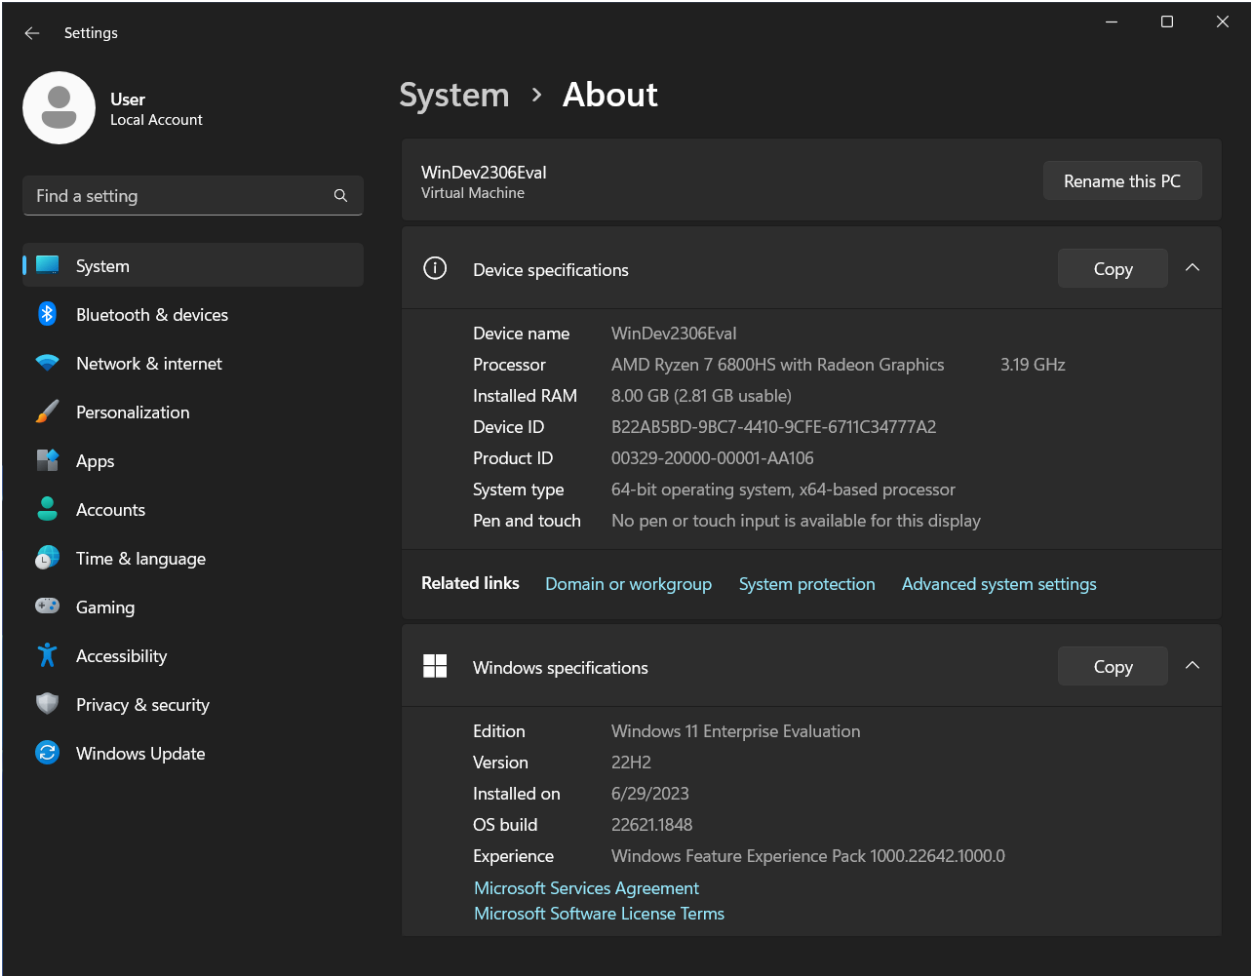 Settings
User
Local Account
Find a setting
System
Bluetooth & devices
Network & internet
Personalization
Apps
Accounts
Time & language
Gaming
Accessibility
Privacy & security
Windows Update
System › About
WinDev2306Eval
Virtual Machine
Rename this PC
Device specifications
Copy
Device name WinDev2306Eval
Processor AMD Ryzen 7 6800HS with Radeon Graphics 3.19 GHz
Installed RAM 8.00 GB (2.81 GB usable)
Device ID B22AB5BD-9BC7-4410-9CFE-6711C34777A2
Product ID 00329-20000-00001-AA106
System type 64-bit operating system, x64-based processor
Pen and touch No pen or touch input is available for this display
Related links Domain or workgroup System protection Advanced system settings
Windows specifications
Copy
Edition Windows 11 Enterprise Evaluation
Version 22H2
Installed on 6/29/2023
OS build 22621.1848
Experience Windows Feature Experience Pack 1000.22642.1000.0
Microsoft Services Agreement
Microsoft Software License Terms